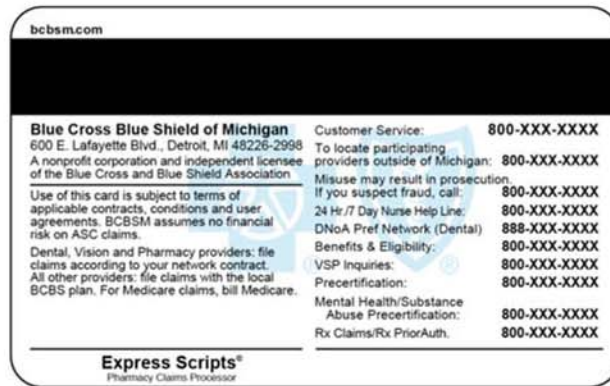 bcbsm.com
Blue Cross Blue Shield of Michigan
600 E. Lafayette Blvd., Detroit, MI 48226-2998
A nonprofit corporation and independent licensee
of the Blue Cross and Blue Shield Association
Use of this card is subject to terms of
applicable contracts, conditions and user
agreements. BCBSM assumes no financial
risk on ASC claims.
Dental, Vision and Pharmacy providers: file
claims according to your network contract.
All other providers: file claims with the local
BCBS plan. For Medicare claims, bill Medicare.
Express Scripts®
Pharmacy Claims Processor
Customer Service: 800-XXX-XXXX
To locate participating
providers outside of Michigan: 800-XXX-XXXX
Misuse may result in prosecution.
If you suspect fraud, call: 800-XXX-XXXX
24 Hr./7 Day Nurse Help Line: 800-XXX-XXXX
DNoA Pref Network (Dental) 888-XXX-XXXX
Benefits & Eligibility: 800-XXX-XXXX
VSP Inquiries: 800-XXX-XXXX
Precertification: 800-XXX-XXXX
Mental Health/Substance
Abuse Precertification: 800-XXX-XXXX
Rx Claims/Rx PriorAuth. 800-XXX-XXXX